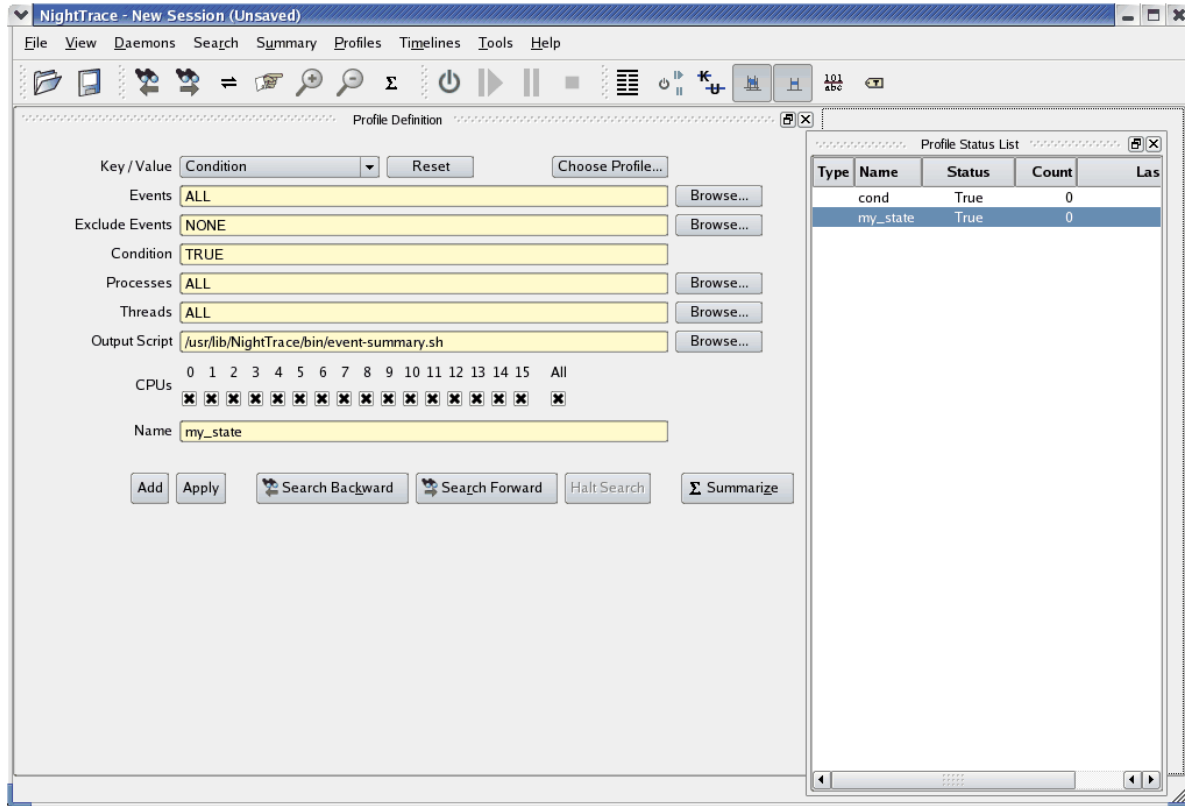 NightTrace - New Session (Unsaved)
File View Daemons Search Summary Profiles Timelines Tools Help
Σ
K
U
H
H
101
abc
T
Profile Definition
Key / Value Condition Reset Choose Profile...
Events ALL Browse...
Exclude Events NONE Browse...
Condition TRUE
Processes ALL Browse...
Threads ALL Browse...
Output Script /usr/lib/NightTrace/bin/event-summary.sh Browse...
CPUs 0 1 2 3 4 5 6 7 8 9 10 11 12 13 14 15 All
Name my_state
Add Apply Search Backward Search Forward Halt Search Σ Summarize
Profile Status List
Type Name Status Count Las
cond True 0
my_state True 0